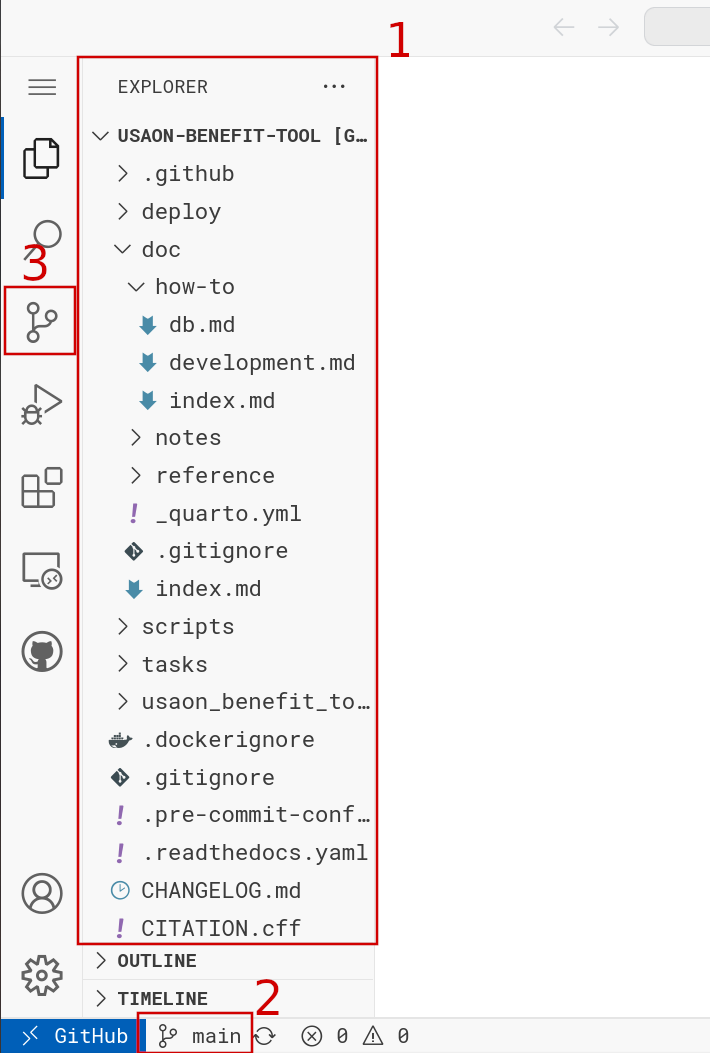 1
EXPLORER ···
USAON-BENEFIT-TOOL [G…
.github
deploy
doc
how-to
db.md
3
development.md
index.md
notes
reference
! _quarto.yml
.gitignore
index.md
scripts
tasks
usaon_benefit_to…
.dockerignore
.gitignore
! .pre-commit-conf…
! .readthedocs.yaml
CHANGELOG.md
! CITATION.cff
OUTLINE
TIMELINE
2
GitHub main 0 0